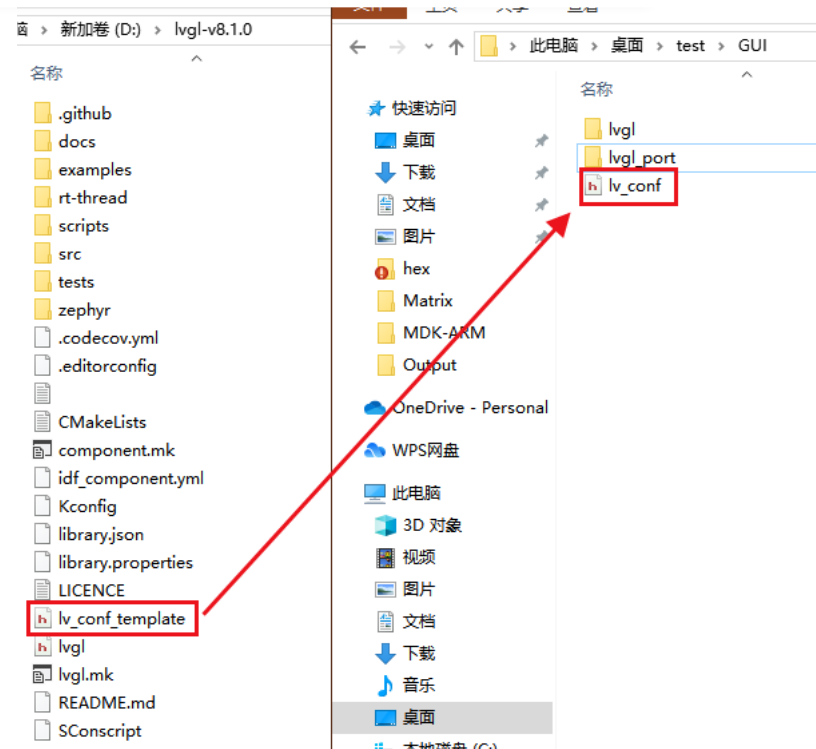 新加卷 (D:) > lvgl-v8.1.0
名称
.github
docs
examples
rt-thread
scripts
src
tests
zephyr
.codecov.yml
.editorconfig
CMakeLists
component.mk
idf_component.yml
Kconfig
library.json
library.properties
LICENCE
lv_conf_template
lvgl
lvgl.mk
README.md
SConscript
此电脑 > 桌面 > test > GUI
快速访问
桌面
下载
文档
图片
hex
Matrix
MDK-ARM
Output
OneDrive - Personal
WPS网盘
此电脑
3D 对象
视频
图片
文档
下载
音乐
桌面
本地磁盘 (C:)
名称
lvgl
lvgl_port
lv_conf